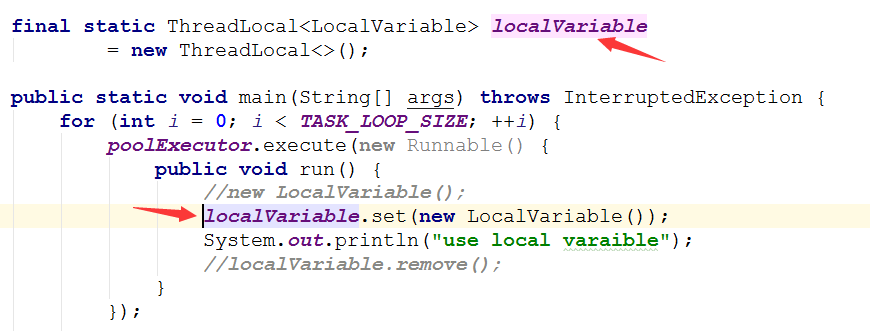 final static ThreadLocal<LocalVariable> localVariable
        = new ThreadLocal<>();
public static void main(String[] args) throws InterruptedException {
    for (int i = 0; i < TASK_LOOP_SIZE; ++i) {
        poolExecutor.execute(new Runnable() {
            public void run() {
                //new LocalVariable();
                localVariable.set(new LocalVariable());
                System.out.println("use local varaible");
                //localVariable.remove();
            }
        });